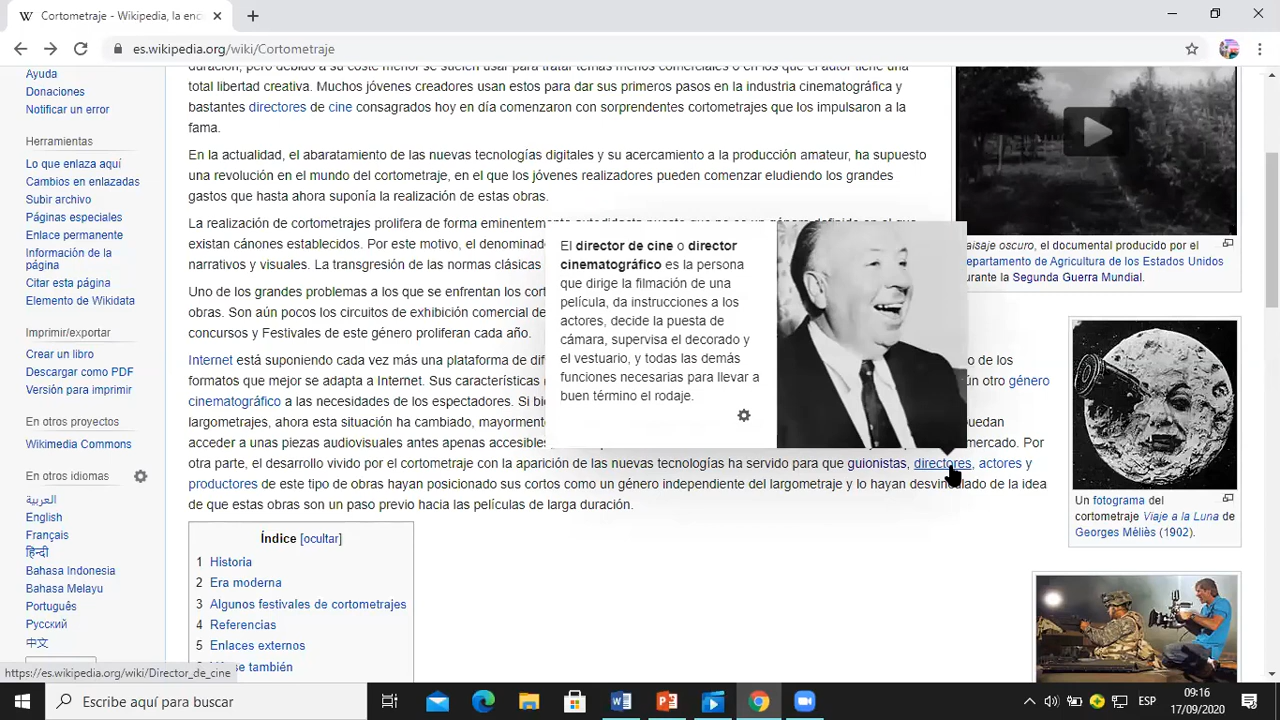 Cortometraje - Wikipedia, la enc
es.wikipedia.org/wiki/Cortometraje
Ayuda
Donaciones
Notificar un error
Herramientas
Lo que enlaza aquí
Cambios en enlazadas
Subir archivo
Páginas especiales
Enlace permanente
Información de la
página
Citar esta página
Elemento de Wikidata
Imprimir/exportar
Crear un libro
Descargar como PDF
Versión para imprimir
En otros proyectos
Wikimedia Commons
En otros idiomas
العربية
English
Français
हिन्दी
Bahasa Indonesia
Bahasa Melayu
Português
Русский
中文
duración, pero debido a su coste menor se suelen usar para tratar temas menos comerciales o en los que el autor tiene una
total libertad creativa. Muchos jóvenes creadores usan estos para dar sus primeros pasos en la industria cinematográfica y
bastantes directores de cine consagrados hoy en día comenzaron con sorprendentes cortometrajes que los impulsaron a la
fama.
En la actualidad, el abaratamiento de las nuevas tecnologías digitales y su acercamiento a la producción amateur, ha supuesto
una revolución en el mundo del cortometraje, en el que los jóvenes realizadores pueden comenzar eludiendo los grandes
gastos que hasta ahora suponía la realización de estas obras.
La realización de cortometrajes prolifera de forma eminentemente autodidacta puesto que no es un género definido en el que
existan cánones establecidos. Por este motivo, el denominad
narrativos y visuales. La transgresión de las normas clásicas
Uno de los grandes problemas a los que se enfrentan los cort
obras. Son aún pocos los circuitos de exhibición comercial de
concursos y Festivales de este género proliferan cada año.
Internet está suponiendo cada vez más una plataforma de dif o de los
formatos que mejor se adapta a Internet. Sus características ún otro género
cinematográfico a las necesidades de los espectadores. Si bie
largometrajes, ahora esta situación ha cambiado, mayormen puedan
acceder a unas piezas audiovisuales antes apenas accesibles mercado. Por
otra parte, el desarrollo vivido por el cortometraje con la aparición de las nuevas tecnologías ha servido para que guionistas, directores, actores y
productores de este tipo de obras hayan posicionado sus cortos como un género independiente del largometraje y lo hayan desvinculado de la idea
de que estas obras son un paso previo hacia las películas de larga duración.
El director de cine o director
cinematográfico es la persona
que dirige la filmación de una
película, da instrucciones a los
actores, decide la puesta de
cámara, supervisa el decorado y
el vestuario, y todas las demás
funciones necesarias para llevar a
buen término el rodaje.
Índice [ocultar]
1 Historia
2 Era moderna
3 Algunos festivales de cortometrajes
4 Referencias
5 Enlaces externos
se también
aisaje oscuro, el documental producido por el
epartamento de Agricultura de los Estados Unidos
urante la Segunda Guerra Mundial.
Un fotograma del
cortometraje Viaje a la Luna de
Georges Méliès (1902).
https://es.wikipedia.org/wiki/Director_de_cine
Escribe aquí para buscar
ESP
09:16
17/09/2020